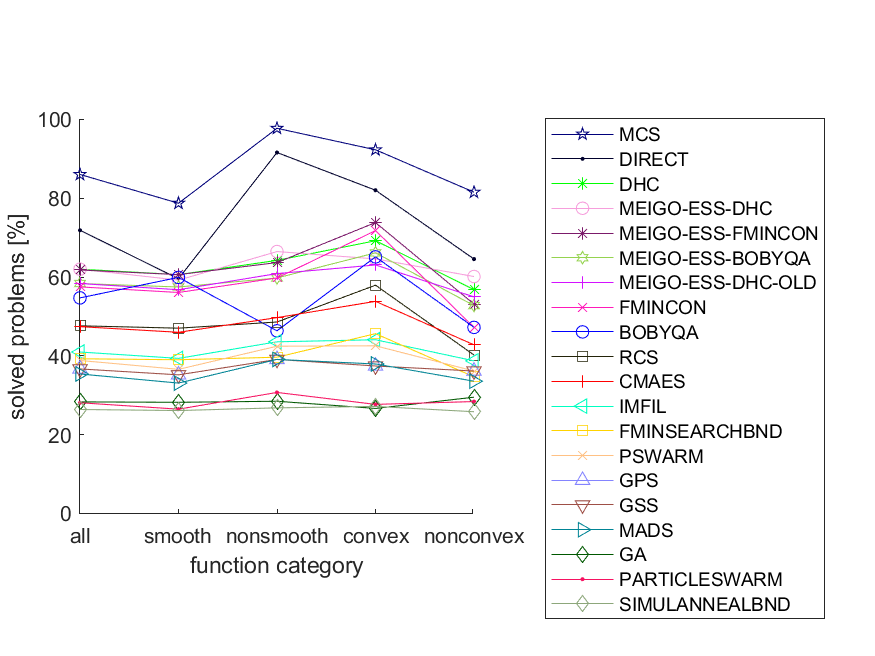 100
80
60
40
20
0
solved problems [%]
all smooth nonsmooth convex nonconvex
function category
MCS
DIRECT
DHC
MEIGO-ESS-DHC
MEIGO-ESS-FMINCON
MEIGO-ESS-BOBYQA
MEIGO-ESS-DHC-OLD
FMINCON
BOBYQA
RCS
CMAES
IMFIL
FMINSEARCHBND
PSWARM
GPS
GSS
MADS
GA
PARTICLESWARM
SIMULANNEALBND